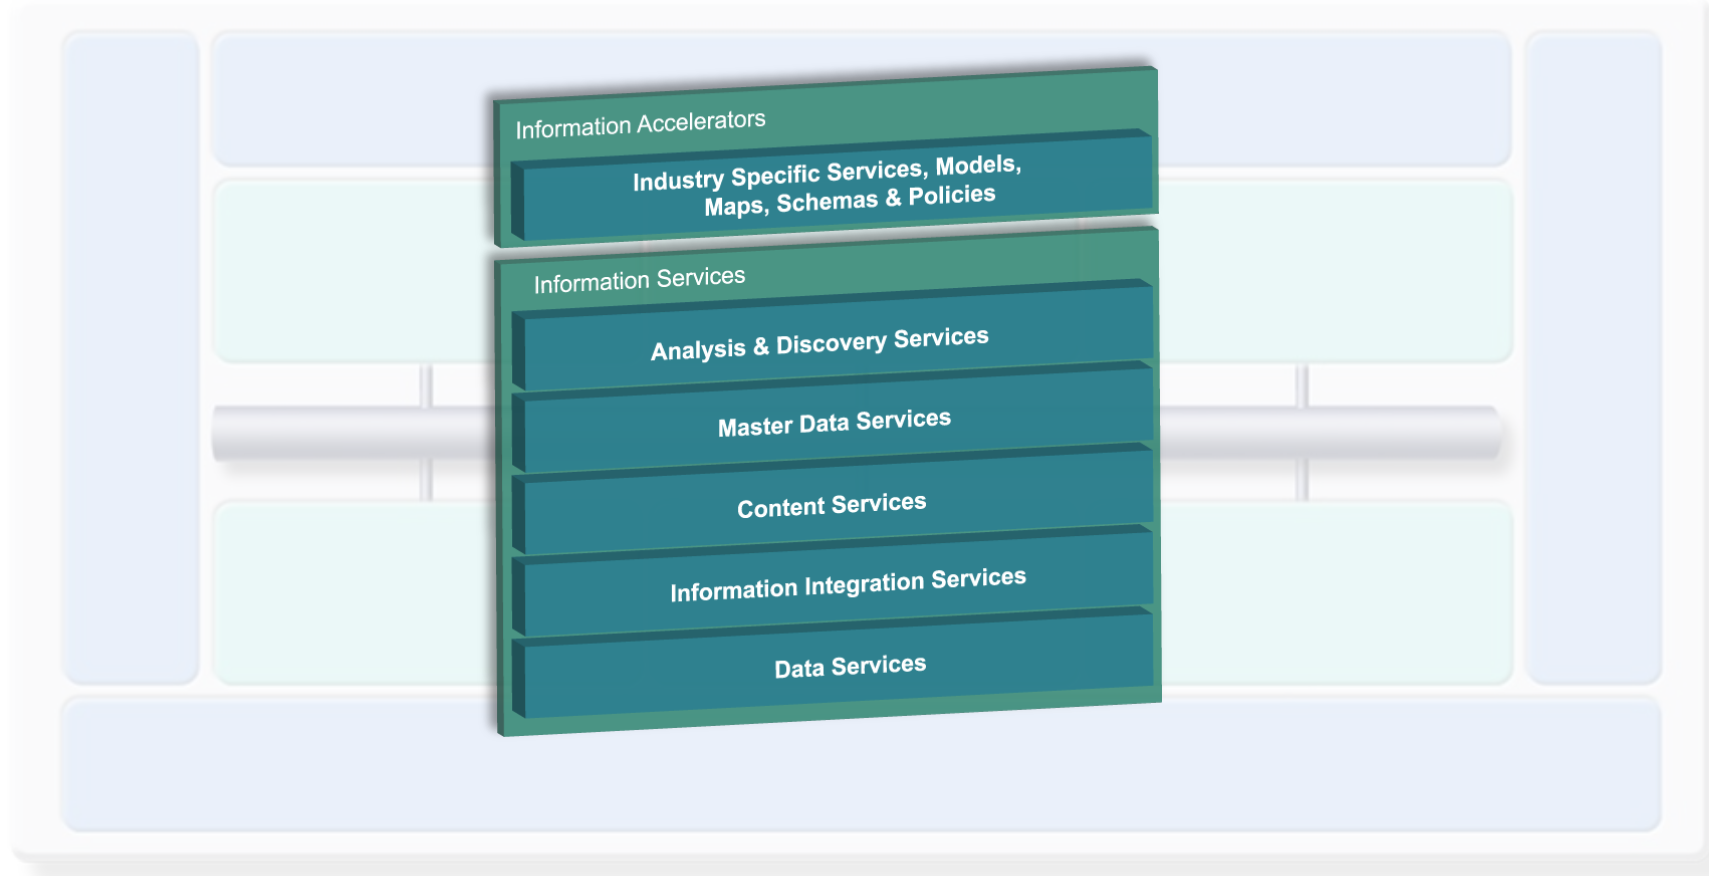 Information Accelerators
Industry Specific Services, Models,
Maps, Schemas & Policies
Information Services
Analysis & Discovery Services
Master Data Services
Content Services
Information Integration Services
Data Services